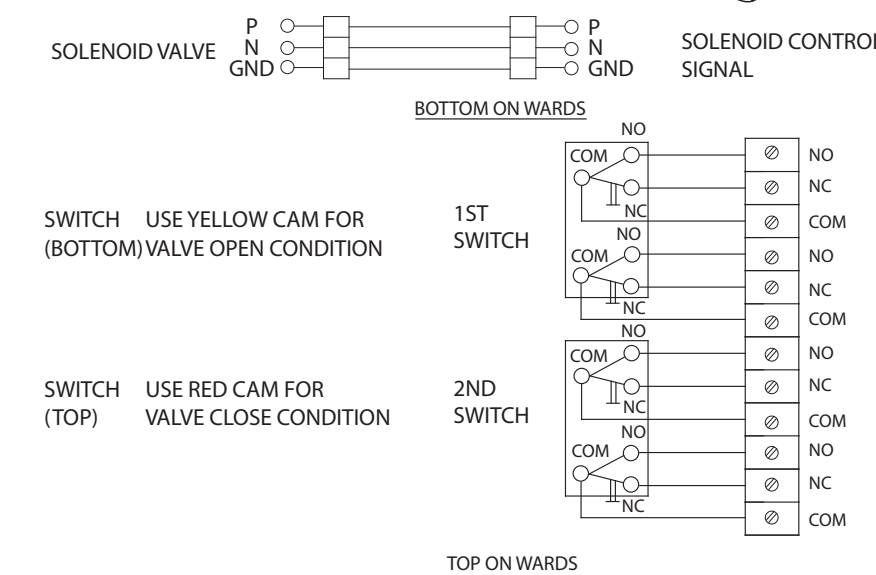 SOLENOID VALVE
P
N
GND
P
N
GND
SOLENOID CONTROL
SIGNAL
BOTTOM ON WARDS
SWITCH USE YELLOW CAM FOR
(BOTTOM) VALVE OPEN CONDITION
1ST
SWITCH
NO
COM
NC
NO
COM
NC
NO
NC
COM
NO
NC
COM
SWITCH USE RED CAM FOR
(TOP) VALVE CLOSE CONDITION
2ND
SWITCH
NO
COM
NC
NO
COM
NC
NO
NC
COM
NO
NC
COM
TOP ON WARDS